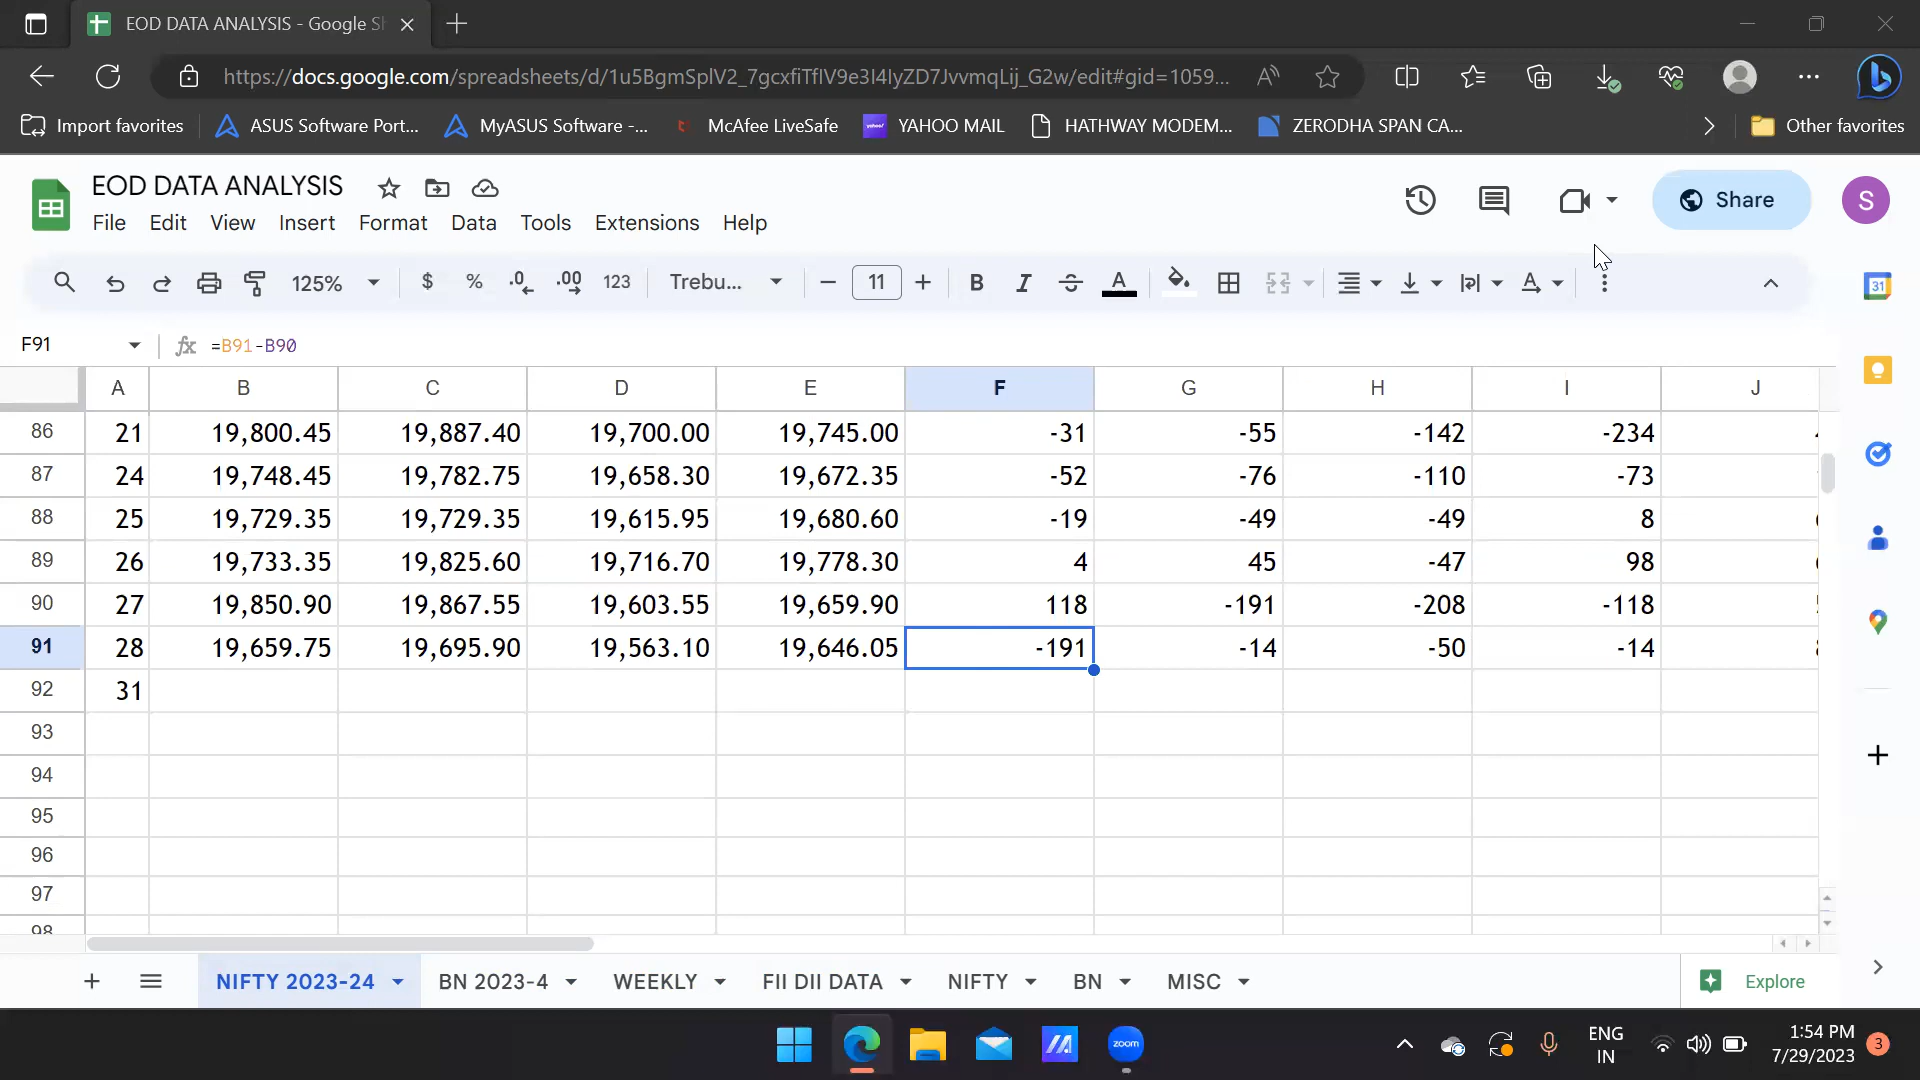 EOD DATA ANALYSIS - Google Sh
https://docs.google.com/spreadsheets/d/1u5BgmSplV2_7gcxfiTflV9e3I4IyZD7JvvmqLij_G2w/edit#gid=1059...
Import favorites ASUS Software Port... MyASUS Software -... McAfee LiveSafe YAHOO MAIL HATHWAY MODEM... ZERODHA SPAN CA... Other favorites
EOD DATA ANALYSIS
Share S
File Edit View Insert Format Data Tools Extensions Help
125% $ % .0 .00 123 Trebu... 11 B I A A
31
F91 fx =B91-B90
A B C D E F G H I J
86 21 19,800.45 19,887.40 19,700.00 19,745.00 -31 -55 -142 -234
87 24 19,748.45 19,782.75 19,658.30 19,672.35 -52 -76 -110 -73
88 25 19,729.35 19,729.35 19,615.95 19,680.60 -19 -49 -49 8
89 26 19,733.35 19,825.60 19,716.70 19,778.30 4 45 -47 98
90 27 19,850.90 19,867.55 19,603.55 19,659.90 118 -191 -208 -118
91 28 19,659.75 19,695.90 19,563.10 19,646.05 -191 -14 -50 -14
92 31
93
94
95
96
97
98
NIFTY 2023-24 BN 2023-4 WEEKLY FII DII DATA NIFTY BN MISC Explore
zoom
ENG
IN
1:54 PM
7/29/2023
3